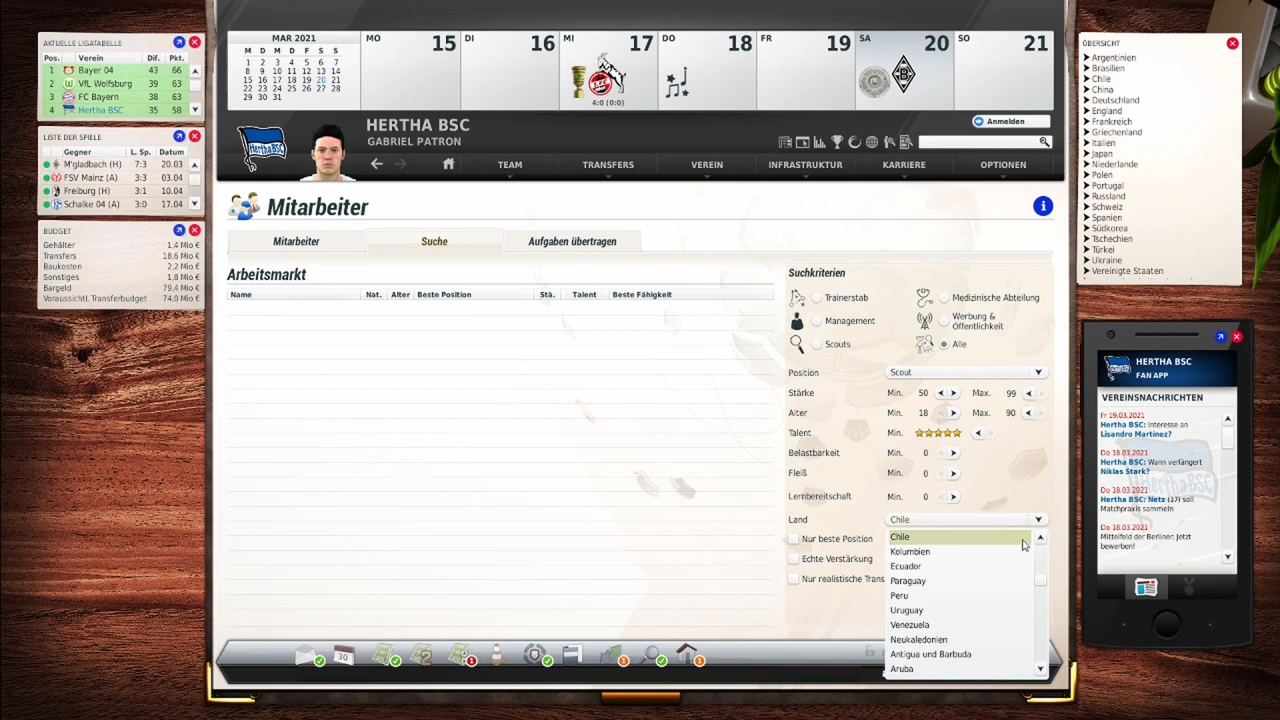 AKTUELLE LIGATABELLE
Pos. Verein Dif. Pkt.
1 Bayer 04 43 66
2 VfL Wolfsburg 39 63
3 FC Bayern 38 63
4 Hertha BSC 35 58
LISTE DER SPIELE
Gegner L. Sp. Datum
M'gladbach (H) 7:3 20.03
FSV Mainz (A) 3:3 03.04
Freiburg (H) 3:1 10.04
Schalke 04 (A) 3:0 17.04
BUDGET
Gehälter 1,4 Mio €
Transfers 18,6 Mio €
Baukosten 2,2 Mio €
Sonstiges 1,8 Mio €
Bargeld 79,4 Mio €
Voraussichtl. Transferbudget 74,0 Mio €
MAR 2021
M D M D F S S
1 2 3 4 5 6 7
8 9 10 11 12 13 14
15 16 17 18 19 20 21
22 23 24 25 26 27 28
29 30 31
MO 15
DI 16
MI 17
4:0 (0:0)
DO 18
FR 19
SA 20
SO 21
HERTHA BSC
GABRIEL PATRON
Anmelden
TEAM TRANSFERS VEREIN INFRASTRUKTUR KARRIERE OPTIONEN
Mitarbeiter
Mitarbeiter Suche Aufgaben übertragen
Arbeitsmarkt
Name Nat. Alter Beste Position Stä. Talent Beste Fähigkeit
Suchkriterien
Trainerstab Medizinische Abteilung
Management Werbung &
Öffentlichkeit
Scouts Alle
Position Scout
Stärke Min. 50 Max. 99
Alter Min. 18 Max. 90
Talent Min.
Belastbarkeit Min. 0
Fleiß Min. 0
Lernbereitschaft Min. 0
Land Chile
Nur beste Position
Echte Verstärkung
Nur realistische Trans
Chile
Kolumbien
Ecuador
Paraguay
Peru
Uruguay
Venezuela
Neukaledonien
Antigua und Barbuda
Aruba
30
2
1
1
1
ÜBERSICHT
Argentinien
Brasilien
Chile
China
Deutschland
England
Frankreich
Griechenland
Italien
Japan
Niederlande
Polen
Portugal
Russland
Schweiz
Spanien
Südkorea
Tschechien
Türkei
Ukraine
Vereinigte Staaten
HERTHA BSC
FAN APP
VEREINSNACHRICHTEN
Fr 19.03.2021
Hertha BSC: Interesse an
Lisandro Martínez?
Do 18.03.2021
Hertha BSC: Wann verlängert
Niklas Stark?
Do 18.03.2021
Hertha BSC: Netz (17) soll
Matchpraxis sammeln
Do 18.03.2021
Mittelfeld der Berliner: Jetzt
bewerben!